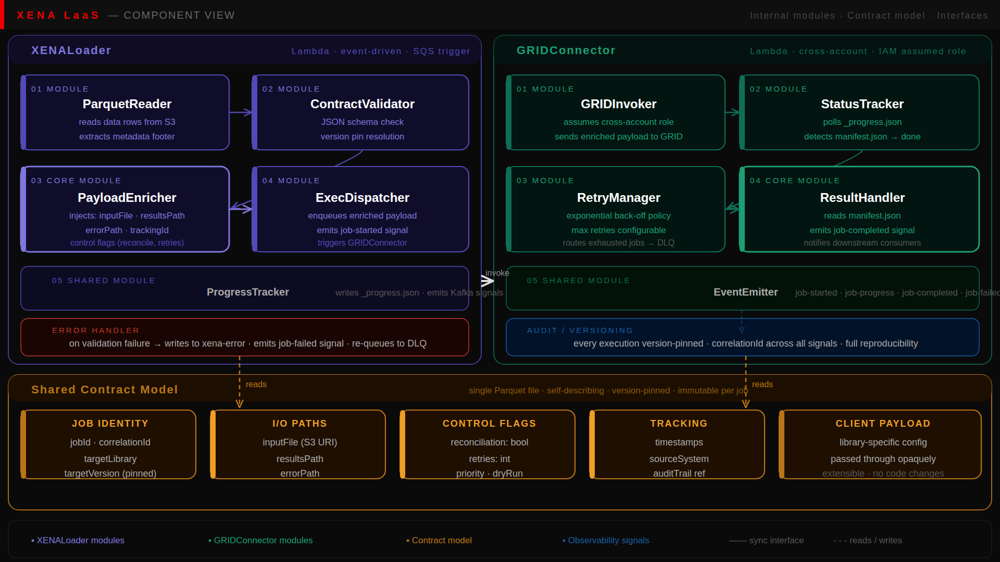 XENA LaaS — COMPONENT VIEW
Internal modules · Contract model · Interfaces
XENALoader
Lambda · event-driven · SQS trigger
01 MODULE
ParquetReader
reads data rows from S3
extracts metadata footer
02 MODULE
ContractValidator
JSON schema check
version pin resolution
03 CORE MODULE
PayloadEnricher
injects: inputFile · resultsPath
errorPath · trackingId
control flags (reconcile, retries)
04 MODULE
ExecDispatcher
enqueues enriched payload
emits job-started signal
triggers GRIDConnector
05 SHARED MODULE
ProgressTracker
writes _progress.json · emits Kafka signals
ERROR HANDLER
on validation failure → writes to xena-error · emits job-failed signal · re-queues to DLQ
invoke
GRIDConnector
Lambda · cross-account · IAM assumed role
01 MODULE
GRIDInvoker
assumes cross-account role
sends enriched payload to GRID
02 MODULE
StatusTracker
polls _progress.json
detects manifest.json → done
03 MODULE
RetryManager
exponential back-off policy
max retries configurable
routes exhausted jobs → DLQ
04 CORE MODULE
ResultHandler
reads manifest.json
emits job-completed signal
notifies downstream consumers
05 SHARED MODULE
EventEmitter
job-started · job-progress · job-completed · job-failed
AUDIT / VERSIONING
every execution version-pinned · correlationId across all signals · full reproducibility
Shared Contract Model
reads
single Parquet file · self-describing · version-pinned · immutable per job
reads
JOB IDENTITY
jobId · correlationId
targetLibrary
targetVersion (pinned)
I/O PATHS
inputFile (S3 URI)
resultsPath
errorPath
CONTROL FLAGS
reconciliation: bool
retries: int
priority · dryRun
TRACKING
timestamps
sourceSystem
auditTrail ref
CLIENT PAYLOAD
library-specific config
passed through opaquely
extensible · no code changes
▪ XENALoader modules
▪ GRIDConnector modules
▪ Contract model
▪ Observability signals
—— sync interface
- - - reads / writes